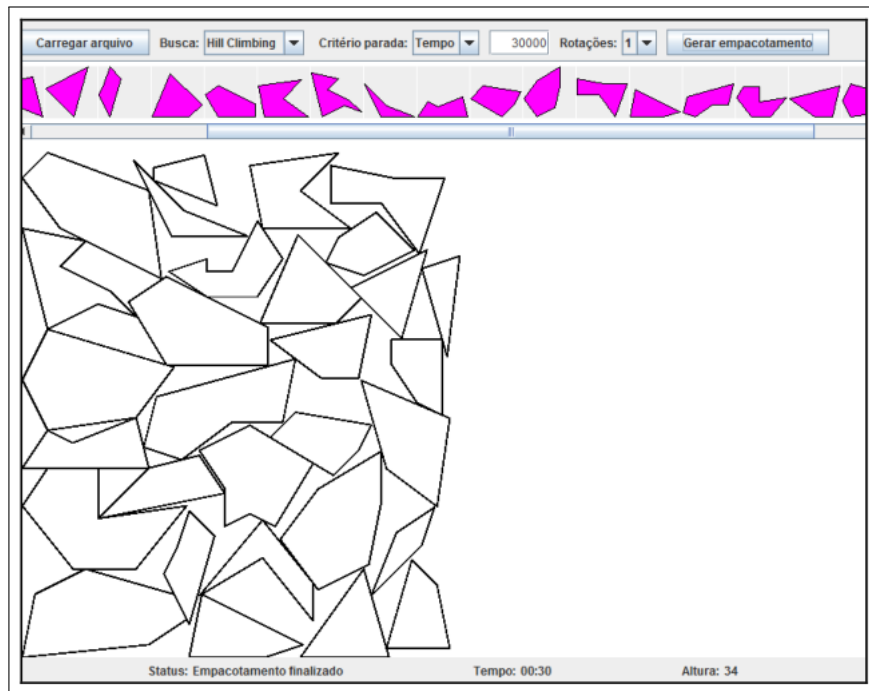 Carregar arquivo Busca: Hill Climbing Critério parada: Tempo 30000 Rotações: 1 Gerar empacotamento
Status: Empacotamento finalizado Tempo: 00:30 Altura: 34